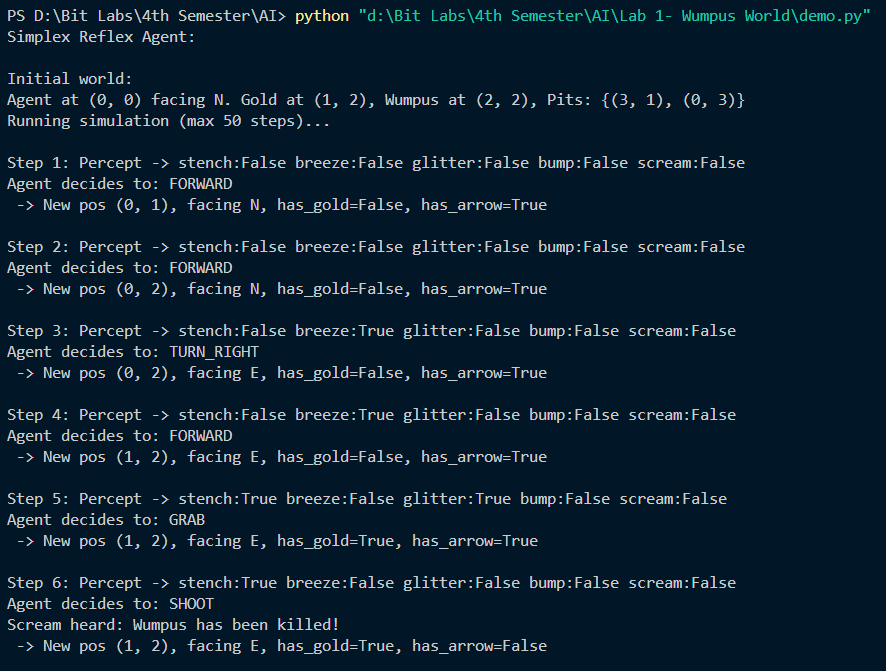 PS D:\Bit Labs\4th Semester\AI> python "d:\Bit Labs\4th Semester\AI\Lab 1- Wumpus World\demo.py"
Simplex Reflex Agent:
Initial world:
Agent at (0, 0) facing N. Gold at (1, 2), Wumpus at (2, 2), Pits: {(3, 1), (0, 3)}
Running simulation (max 50 steps)...
Step 1: Percept -> stench:False breeze:False glitter:False bump:False scream:False
Agent decides to: FORWARD
-> New pos (0, 1), facing N, has_gold=False, has_arrow=True
Step 2: Percept -> stench:False breeze:False glitter:False bump:False scream:False
Agent decides to: FORWARD
-> New pos (0, 2), facing N, has_gold=False, has_arrow=True
Step 3: Percept -> stench:False breeze:True glitter:False bump:False scream:False
Agent decides to: TURN_RIGHT
-> New pos (0, 2), facing E, has_gold=False, has_arrow=True
Step 4: Percept -> stench:False breeze:True glitter:False bump:False scream:False
Agent decides to: FORWARD
-> New pos (1, 2), facing E, has_gold=False, has_arrow=True
Step 5: Percept -> stench:True breeze:False glitter:True bump:False scream:False
Agent decides to: GRAB
-> New pos (1, 2), facing E, has_gold=True, has_arrow=True
Step 6: Percept -> stench:True breeze:False glitter:False bump:False scream:False
Agent decides to: SHOOT
Scream heard: Wumpus has been killed!
-> New pos (1, 2), facing E, has_gold=True, has_arrow=False